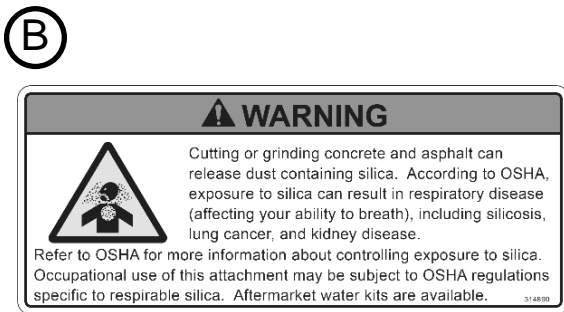 B
WARNING
Cutting or grinding concrete and asphalt can
release dust containing silica. According to OSHA,
exposure to silica can result in respiratory disease
(affecting your ability to breath), including silicosis,
lung cancer, and kidney disease.
Refer to OSHA for more information about controlling exposure to silica.
Occupational use of this attachment may be subject to OSHA regulations
specific to respirable silica. Aftermarket water kits are available.
314890